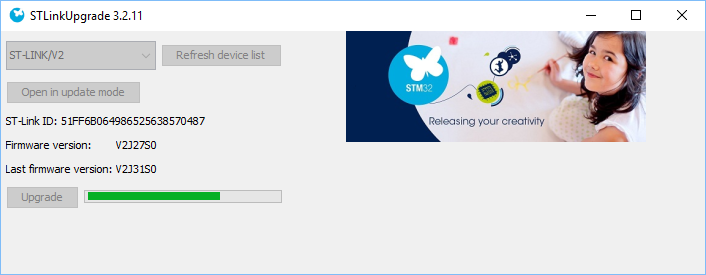 STLinkUpgrade 3.2.11
ST-LINK/V2
Refresh device list
Open in update mode
ST-Link ID: 51FF6B064986525638570487
Firmware version: V2J27S0
Last firmware version: V2J31S0
Upgrade
STM32
Releasing your creativity